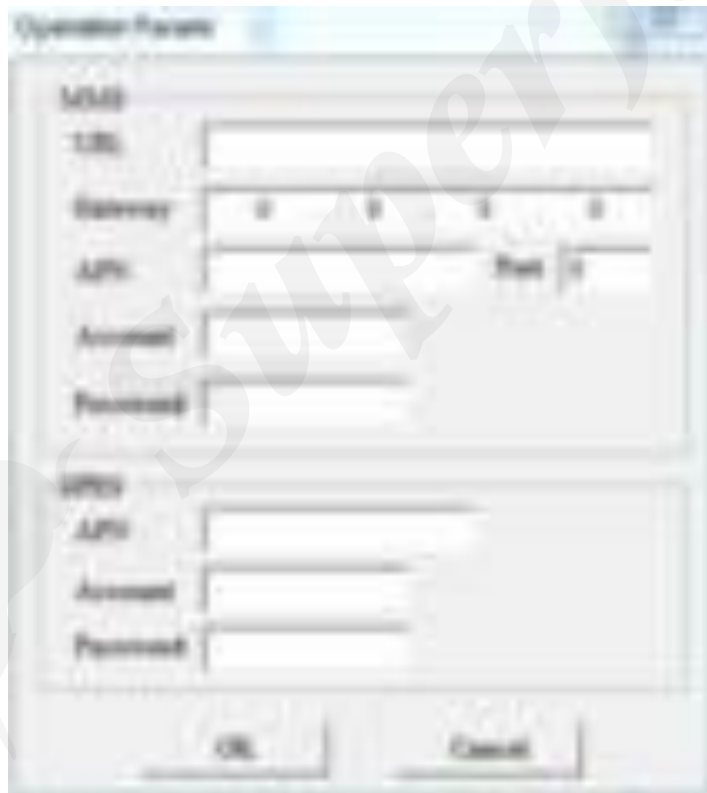 Operation Params
MMS
URL
Gateway 0 0 0 0
APN Port 0
Account
Password
GPRS
APN
Account
Password
OK Cancel